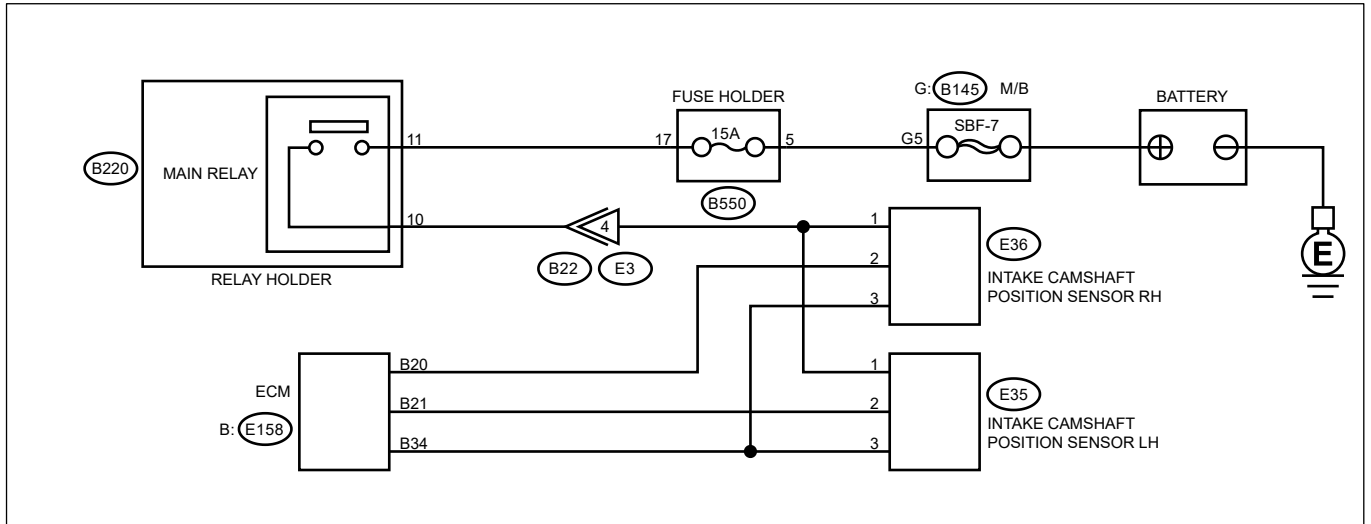 G: B145 M/B
FUSE HOLDER
BATTERY
15A
SBF-7
11
17
5
G5
B220
MAIN RELAY
B550
10
4
1
B22
E3
E36
2
INTAKE CAMSHAFT
POSITION SENSOR RH
E
RELAY HOLDER
3
B20
1
ECM
E35
B21
2
B: E158
INTAKE CAMSHAFT
POSITION SENSOR LH
B34
3